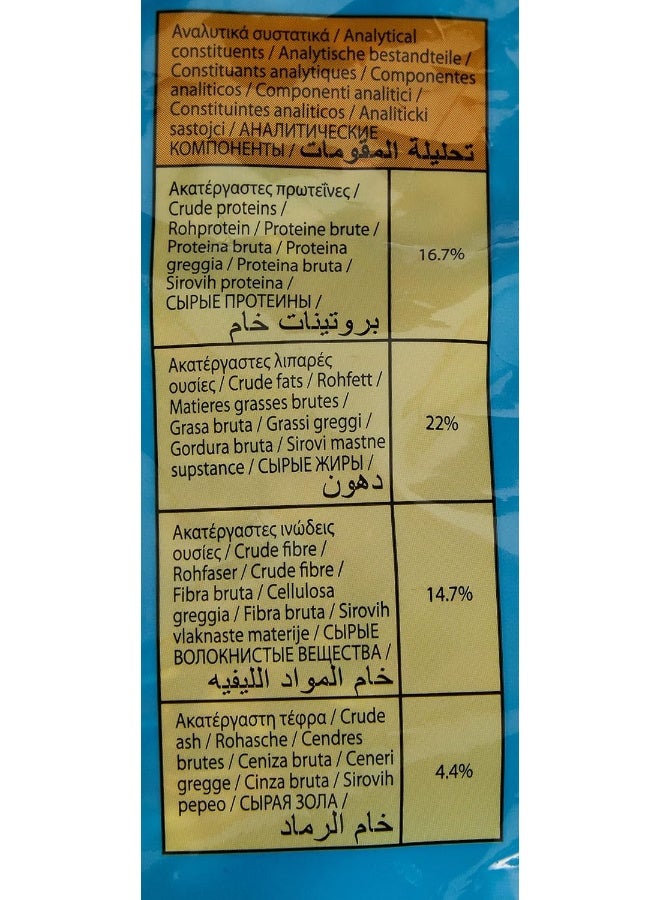 Αναλυτικά συστατικά / Analytical
constituents / Analytische bestandteile /
Constituants analytiques / Componentes
analíticos / Componenti analitici /
Constituintes analiticos / Analiticki
sastojci / АНАЛИТИЧЕСКИЕ
КОМПОНЕНТЫ / تحليلة المقومات
Ακατέργαστες πρωτεΐνες /
Crude proteins /
Rohprotein / Proteine brute /
Proteina bruta / Proteina
greggia / Proteina bruta /
Sirovih proteina /
СЫРЫЕ ПРОТЕИНЫ /
بروتينات خام
16.7%
Ακατέργαστες λιπαρές
ουσίες / Crude fats / Rohfett /
Matieres grasses brutes /
Grasa bruta / Grassi greggi /
Gordura bruta / Sirovi mastne
supstance / СЫРЫЕ ЖИРЫ /
دهون
22%
Ακατέργαστες ινώδεις
ουσίες / Crude fibre /
Rohfaser / Crude fibre /
Fibra bruta / Cellulosa
greggia / Fibra bruta / Sirovih
vlaknaste materije / СЫРЫЕ
ВОЛОКНИСТЫЕ ВЕЩЕСТВА /
خام المواد الليفيه
14.7%
Ακατέργαστη τέφρα / Crude
ash / Rohasche / Cendres
brutes / Ceniza bruta / Ceneri
gregge / Cinza bruta / Sirovih
pepeo / СЫРАЯ ЗОЛА /
خام الرماد
4.4%